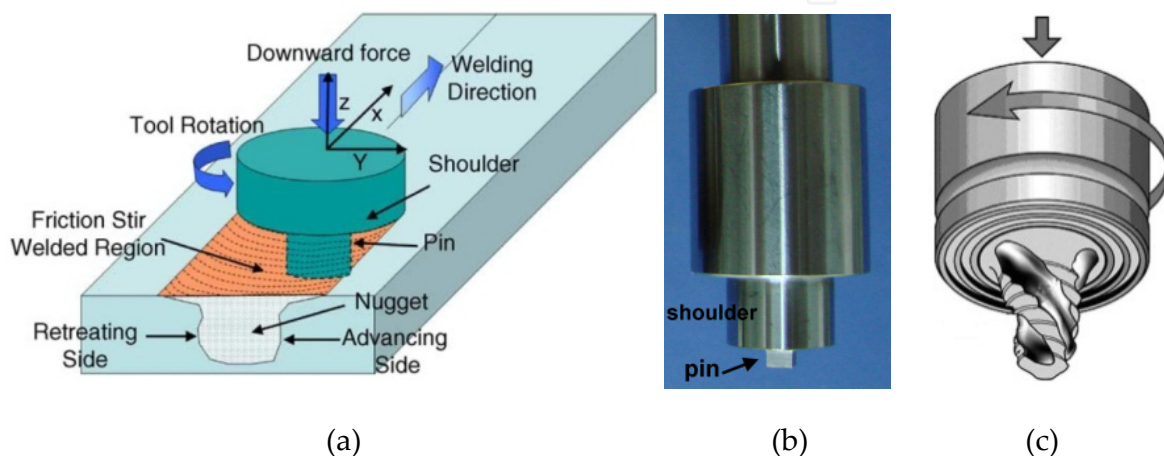 Downward force
Welding
Direction
z
x
Tool Rotation
Y
Shoulder
Friction Stir
Welded Region
Pin
Nugget
Retreating
Side
Advancing
Side
shoulder
pin
(a)
(b)
(c)